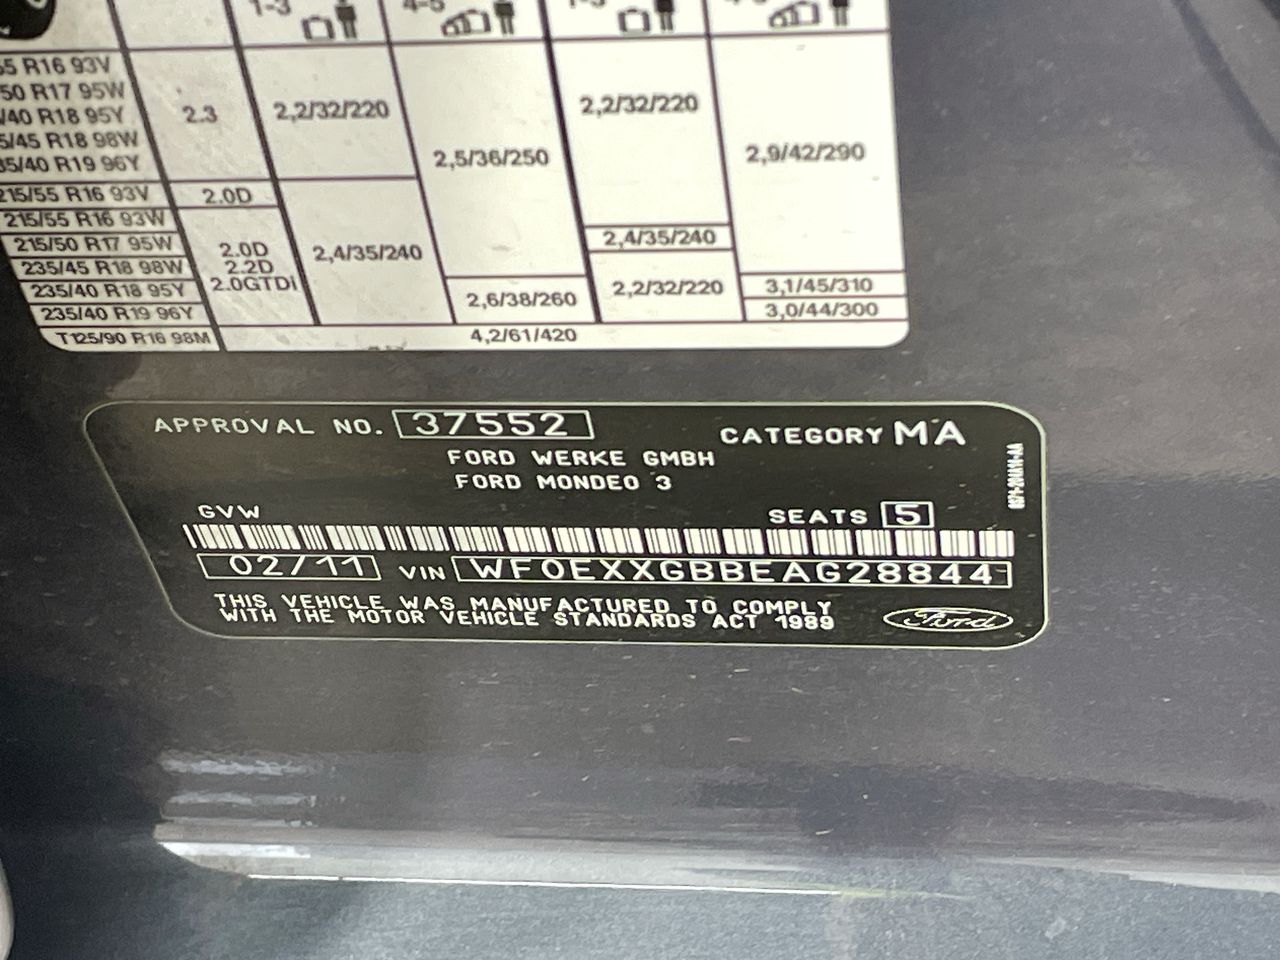 1-3 4-5 1-3
R16 93V
50 R17 95W
/40 R18 95Y
5/45 R18 98W
35/40 R19 96Y
2.3 2,2/32/220 2,5/36/250 2,2/32/220 2,9/42/290
215/55 R16 93V 2.0D
215/55 R16 93W
215/50 R17 95W 2.0D 2,4/35/240 2,4/35/240
235/45 R18 98W 2.2D
235/40 R18 95Y 2.0GTDi 2,6/38/260 2,2/32/220 3,1/45/310
235/40 R19 96Y 3,0/44/300
T125/90 R16 98M 4,2/61/420
APPROVAL NO. 37552 CATEGORY MA
FORD WERKE GMBH
FORD MONDEO 3
GVW SEATS 5
02/11 VIN WF0EXXGBBEAG28844
THIS VEHICLE WAS MANUFACTURED TO COMPLY
WITH THE MOTOR VEHICLE STANDARDS ACT 1989
Ford